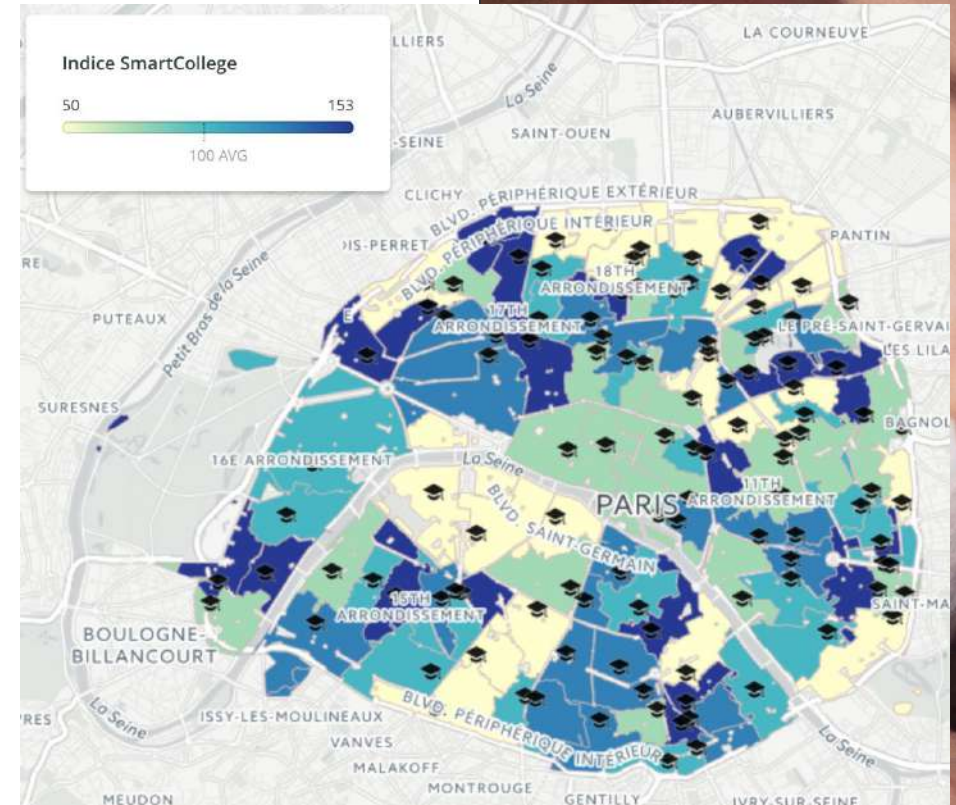 Indice SmartCollege
50 153
100 AVG
LLIERS
LA COURNEUVE
La Seine
AUBERVILLIERS
-SEINE
SAINT-OUEN
CLICHY
BLVD. PÉRIPHÉRIQUE EXTÉRIEUR
BLVD. PÉRIPHÉRIQUE INTÉRIEUR
IS-PERRET
PANTIN
RE
Petit Bras de la Seine
18TH
ARRONDISSEMENT
PUTEAUX
E
17TH
ARRONDISSEMENT
LE PRÉ-SAINT-GERVAI
LES LILA
SURESNES
BAGNOL
16E ARRONDISSEMENT
La Seine
11TH
ARRONDISSEMENT
PARIS
BLVD. SAINT-GERMAIN
15TH
ARRONDISSEMENT
SAINT-MA
BOULOGNE-
BILLANCOURT
La Seine
BLVD. PÉRIPHÉRIQUE INTÉRIEUR
La Seine
RES
ISSY-LES-MOULINEAUX
VANVES
MALAKOFF
MONTROUGE
GENTILLY
IVRY-SUR-SEINE
MEUDON